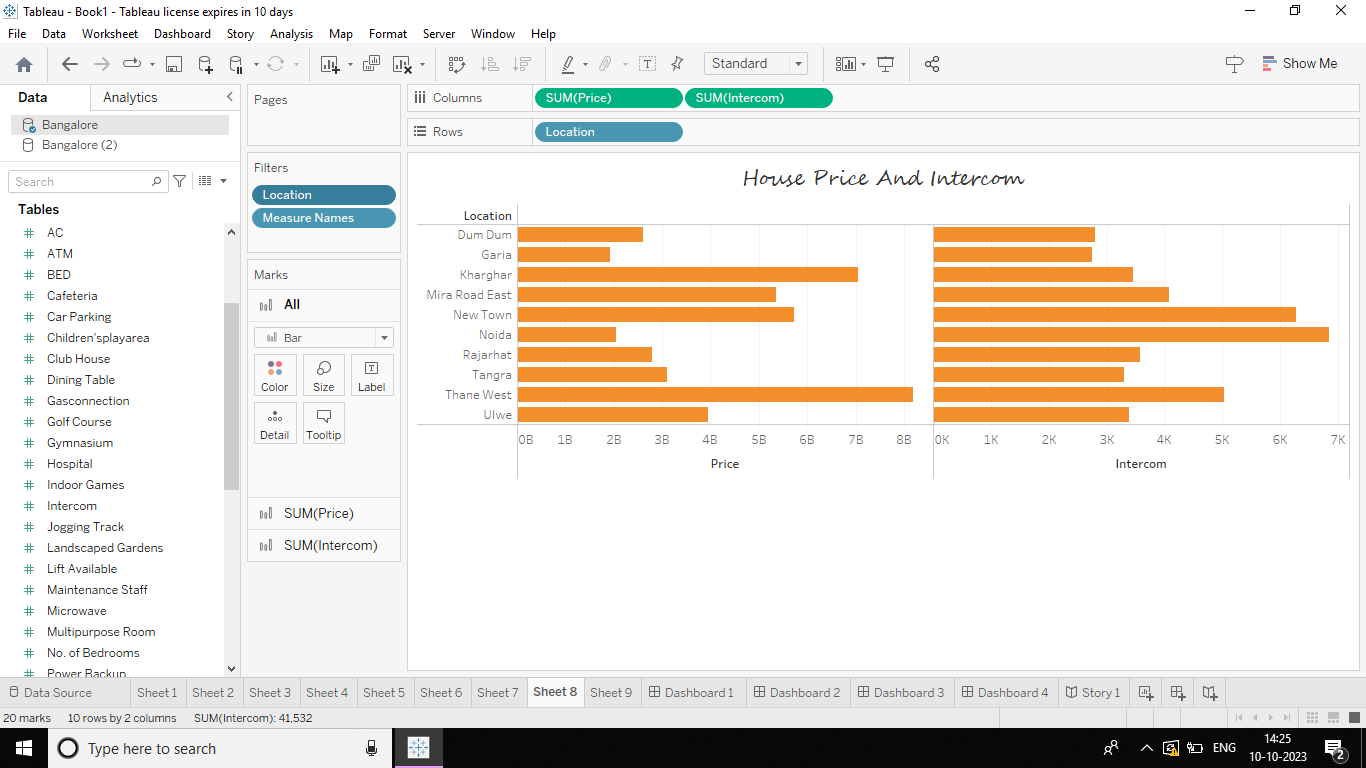 Tableau - Book1 - Tableau license expires in 10 days
File Data Worksheet Dashboard Story Analysis Map Format Server Window Help
Standard
Show Me
Data Analytics
Bangalore
Bangalore (2)
Search
Tables
AC
ATM
BED
Cafeteria
Car Parking
Children'splayarea
Club House
Dining Table
Gasconnection
Golf Course
Gymnasium
Hospital
Indoor Games
Intercom
Jogging Track
Landscaped Gardens
Lift Available
Maintenance Staff
Microwave
Multipurpose Room
No. of Bedrooms
Power Backup
Pages
Filters
Location
Measure Names
Marks
All
Bar
Color Size Label
Detail Tooltip
SUM(Price)
SUM(Intercom)
Columns SUM(Price) SUM(Intercom)
Rows Location
House Price And Intercom
Location
Dum Dum
Garia
Kharghar
Mira Road East
New Town
Noida
Rajarhat
Tangra
Thane West
Ulwe
0B 1B 2B 3B 4B 5B 6B 7B 8B 0K 1K 2K 3K 4K 5K 6K 7K
Price Intercom
Data Source Sheet 1 Sheet 2 Sheet 3 Sheet 4 Sheet 5 Sheet 6 Sheet 7 Sheet 8 Sheet 9 Dashboard 1 Dashboard 2 Dashboard 3 Dashboard 4 Story 1
20 marks 10 rows by 2 columns SUM(Intercom): 41,532
Type here to search
ENG
14:25
10-10-2023
2